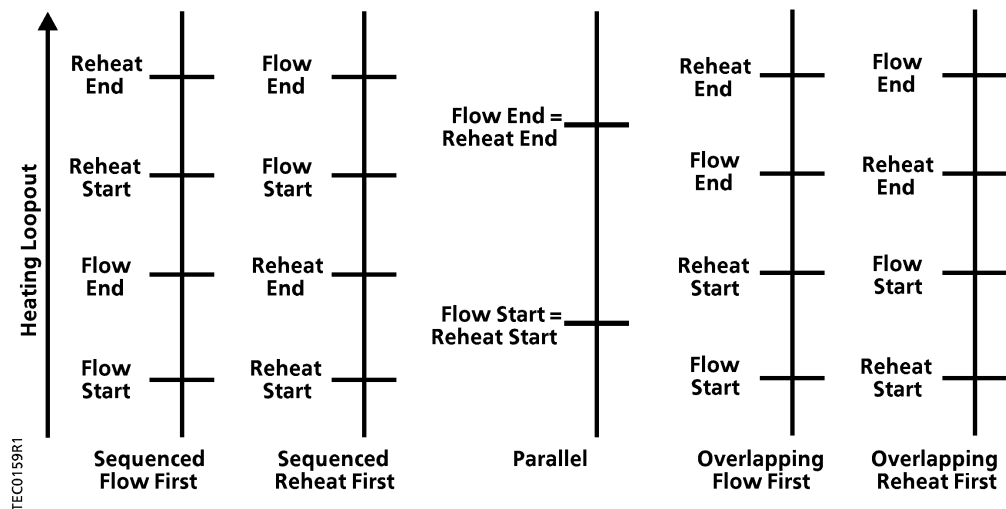 Heating Loopout
TEC0159R1
Reheat
End
Reheat
Start
Flow
End
Flow
Start
Sequenced
Flow First
Flow
End
Flow
Start
Reheat
End
Reheat
Start
Sequenced
Reheat First
Flow End =
Reheat End
Flow Start =
Reheat Start
Parallel
Reheat
End
Flow
End
Reheat
Start
Flow
Start
Overlapping
Flow First
Flow
End
Reheat
End
Flow
Start
Reheat
Start
Overlapping
Reheat First